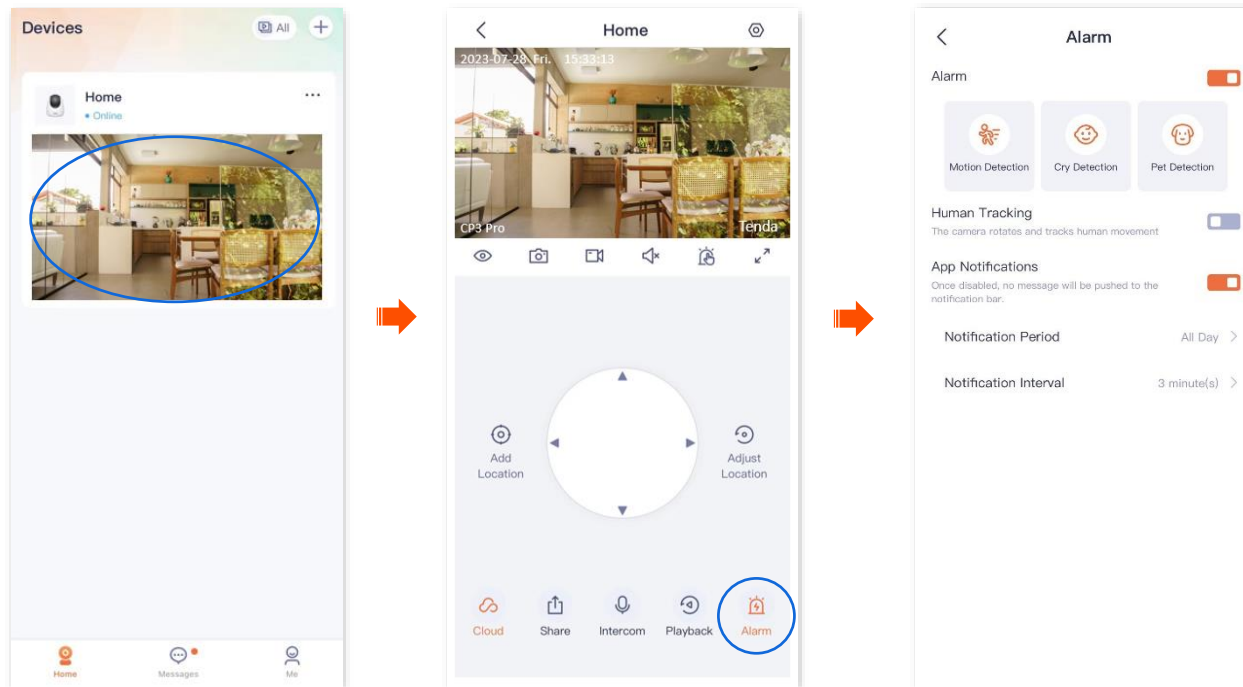 Devices
All
Home
• Online
Home
Messages
Me
Home
2023-07-28 Fri. 15:33:13
CP3 Pro
Tenda
Add
Location
Adjust
Location
Cloud
Share
Intercom
Playback
Alarm
Alarm
Alarm
Motion Detection
Cry Detection
Pet Detection
Human Tracking
The camera rotates and tracks human movement
App Notifications
Once disabled, no message will be pushed to the
notification bar.
Notification Period
All Day
Notification Interval
3 minute(s)